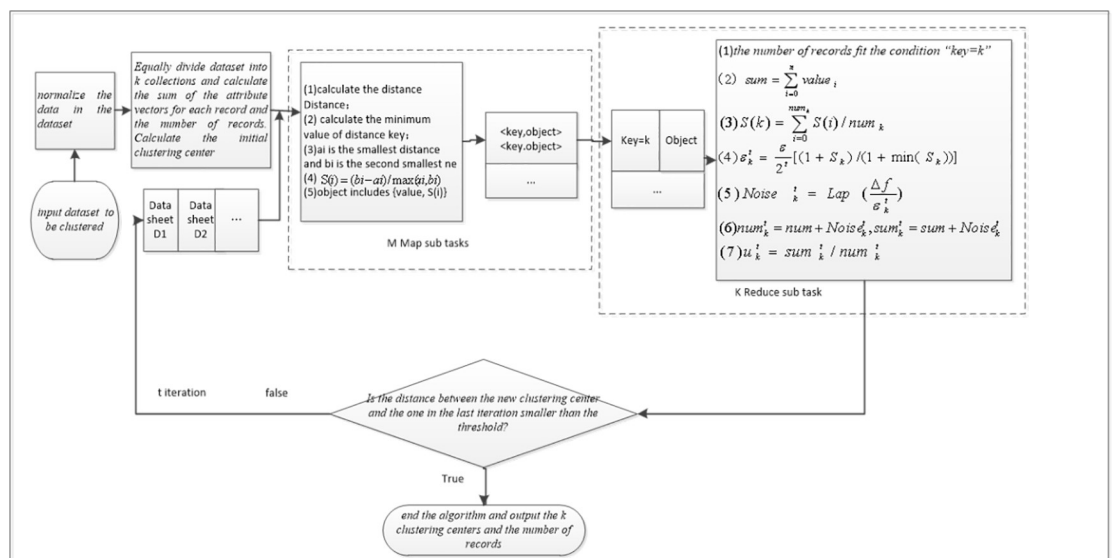 input dataset to
be clustered
normalize the
data in the
dataset
Equally divide dataset into
k collections and calculate
the sum of the attribute
vectors for each record and
the number of records.
Calculate the initial
clustering center
Data
sheet
D1
Data
sheet
D2
...
(1)calculate the distance
Distance;
(2) calculate the minimum
value of distance key;
(3)ai is the smallest distance
and bi is the second smallest ne
(4) S(i) = (bi−ai)/max(ai,bi)
(5)object includes {value, S(i)}
<key,object>
<key,object>
...
M Map sub tasks
Key=k
Object
...
(1)the number of records fit the condition "key=k"
(2) sum = \sum_{i=0}^{n} value_i
(3) S(k) = \sum_{i=0}^{num_k} S(i) / num_k
(4) ε_k^t = \frac{ε}{2^t} [(1 + S_k) /(1 + min( S_k ))]
(5) Noise_k^t = Lap (\frac{Δf}{ε_k^t})
(6) num_k^t = num + Noise_k^t, sum_k^t = sum + Noise_k^t
(7) u_k^t = sum_k^t / num_k^t
K Reduce sub task
Is the distance between the new clustering center
and the one in the last iteration smaller than the
threshold?
t iteration
false
True
end the algorithm and output the k
clustering centers and the number of
records